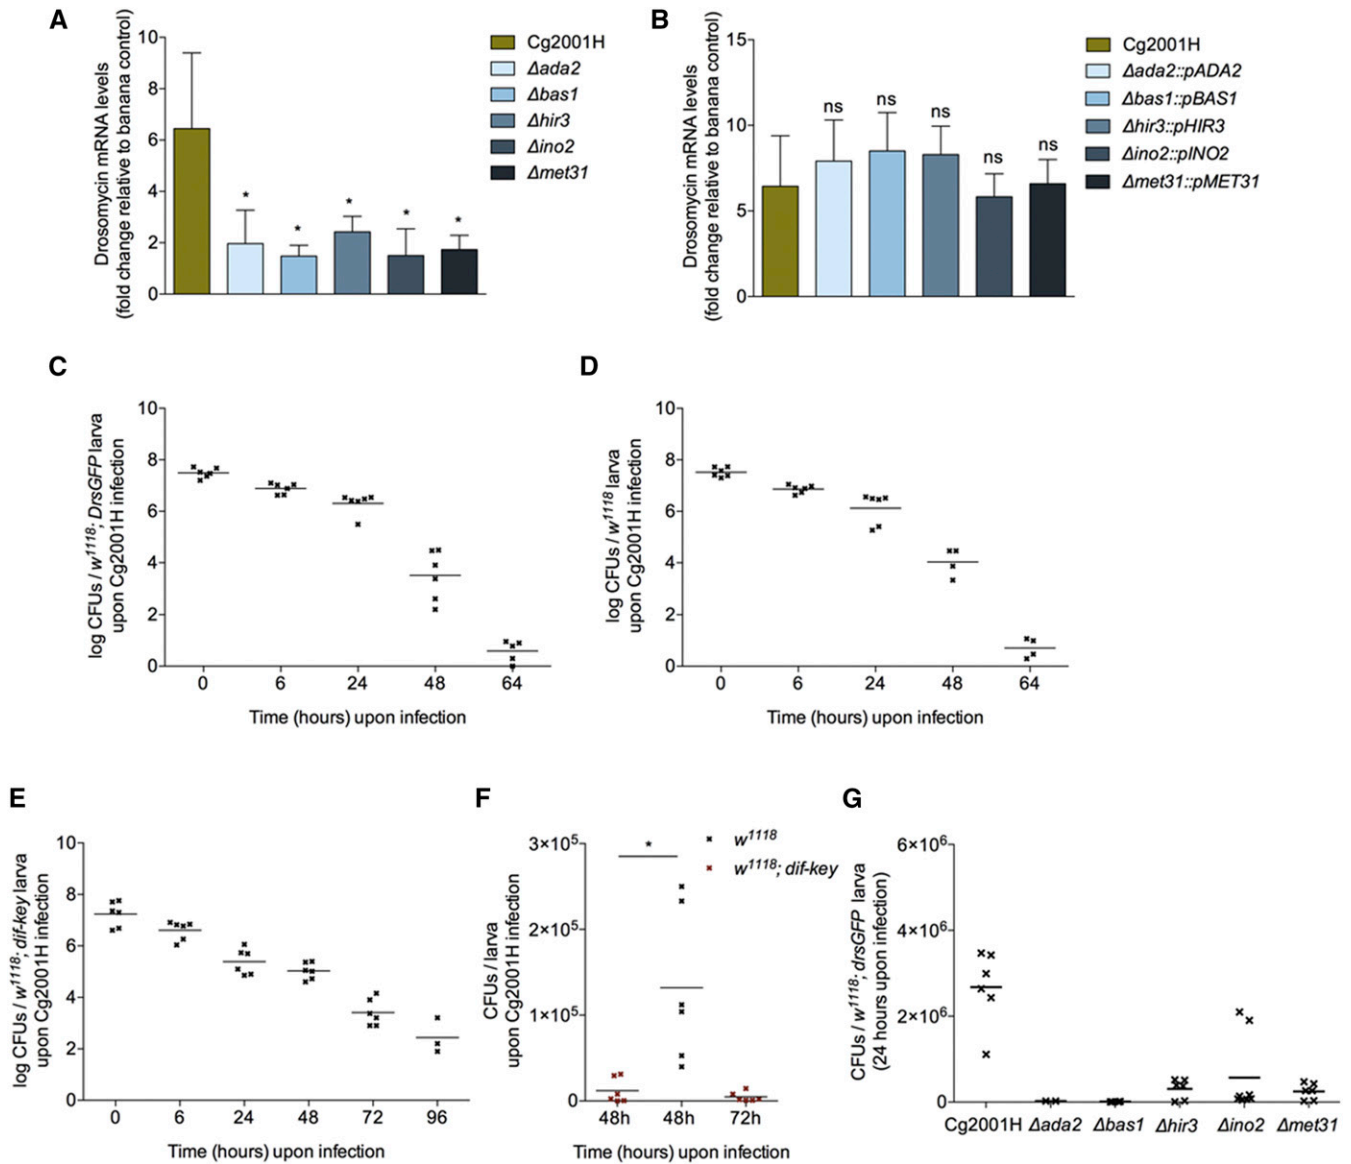 A
Drosomycin mRNA levels
(fold change relative to banana control)
10
8
6
4
2
0
*
*
*
*
*
Cg2001H
Δada2
Δbas1
Δhir3
Δino2
Δmet31
B
Drosomycin mRNA levels
(fold change relative to banana control)
15
10
5
0
ns
ns
ns
ns
ns
Cg2001H
Δada2::pADA2
Δbas1::pBAS1
Δhir3::pHIR3
Δino2::pINO2
Δmet31::pMET31
C
log CFUs / w1118; DrsGFP larva
upon Cg2001H infection
10
8
6
4
2
0
0 6 24 48 64
Time (hours) upon infection
D
log CFUs / w1118 larva
upon Cg2001H infection
10
8
6
4
2
0
0 6 24 48 64
Time (hours) upon infection
E
log CFUs / w1118; dif-key larva
upon Cg2001H infection
10
8
6
4
2
0
0 6 24 48 72 96
Time (hours) upon infection
F
CFUs / larva
upon Cg2001H infection
3×10⁵
2×10⁵
1×10⁵
0
*
w1118
w1118; dif-key
48h 48h 72h
Time (hours) upon infection
G
CFUs / w1118; drsGFP larva
(24 hours upon infection)
6×10⁶
4×10⁶
2×10⁶
0
Cg2001H Δada2 Δbas1 Δhir3 Δino2 Δmet31